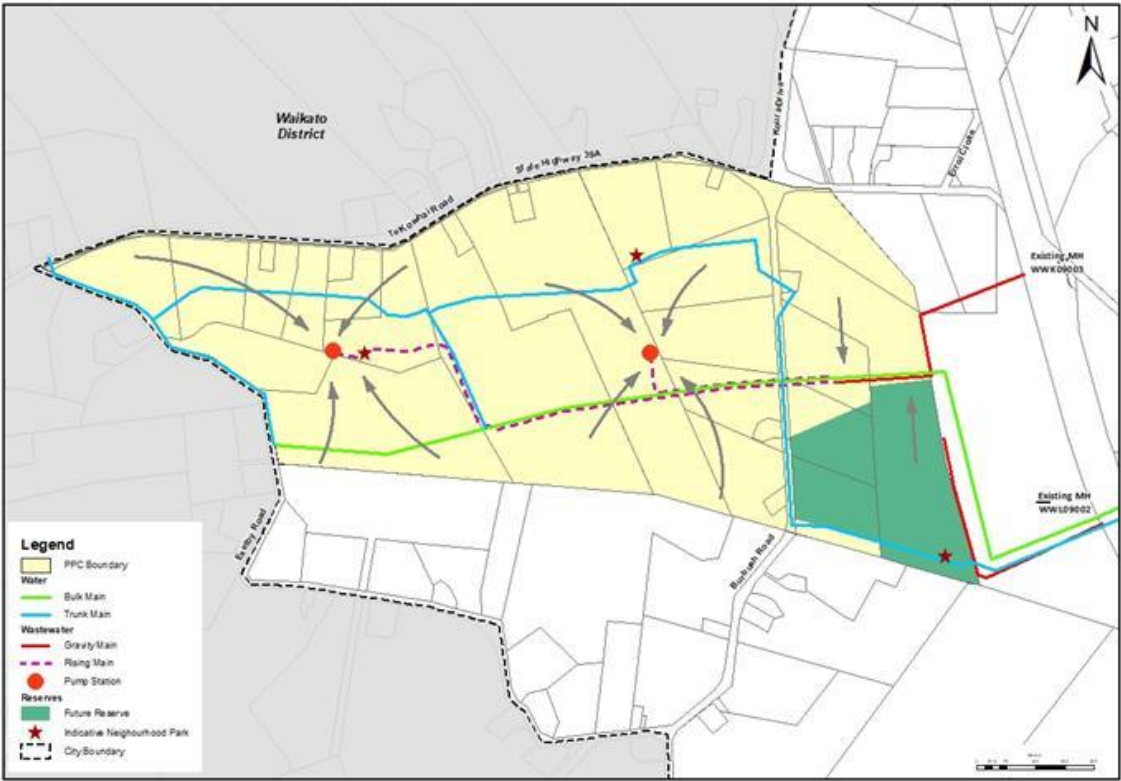 N
Waikato
District
Koura Drive
State Highway 39A
Te Kowhai Road
Existing MH
WWK09003
Existing MH
WWL09002
Exelby Road
Burbush Road
Legend
PPC Boundary
Water
Bulk Main
Trunk Main
Wastewater
Gravity Main
Rising Main
Pump Station
Reserves
Future Reserve
Indicative Neighbourhood Park
City Boundary